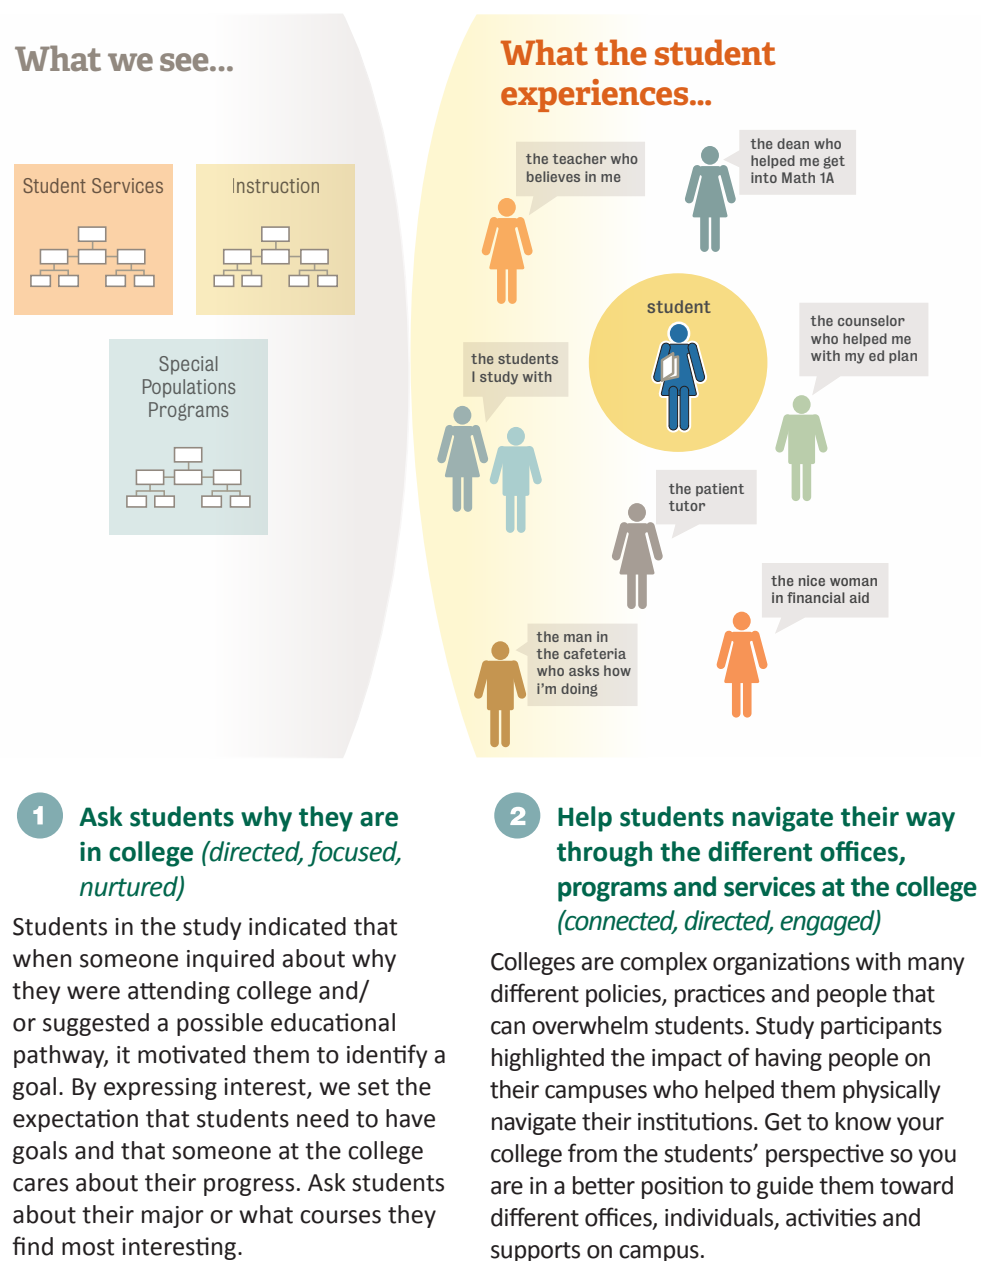 What we see...
Student Services
Instruction
Special
Populations
Programs
What the student
experiences...
the teacher who
believes in me
the dean who
helped me get
into Math 1A
student
the counselor
who helped me
with my ed plan
the students
I study with
the patient
tutor
the nice woman
in financial aid
the man in
the cafeteria
who asks how
i’m doing
1
Ask students why they are
in college (directed, focused,
nurtured)
Students in the study indicated that
when someone inquired about why
they were attending college and/
or suggested a possible educational
pathway, it motivated them to identify a
goal. By expressing interest, we set the
expectation that students need to have
goals and that someone at the college
cares about their progress. Ask students
about their major or what courses they
find most interesting.
2
Help students navigate their way
through the different offices,
programs and services at the college
(connected, directed, engaged)
Colleges are complex organizations with many
different policies, practices and people that
can overwhelm students. Study participants
highlighted the impact of having people on
their campuses who helped them physically
navigate their institutions. Get to know your
college from the students’ perspective so you
are in a better position to guide them toward
different offices, individuals, activities and
supports on campus.